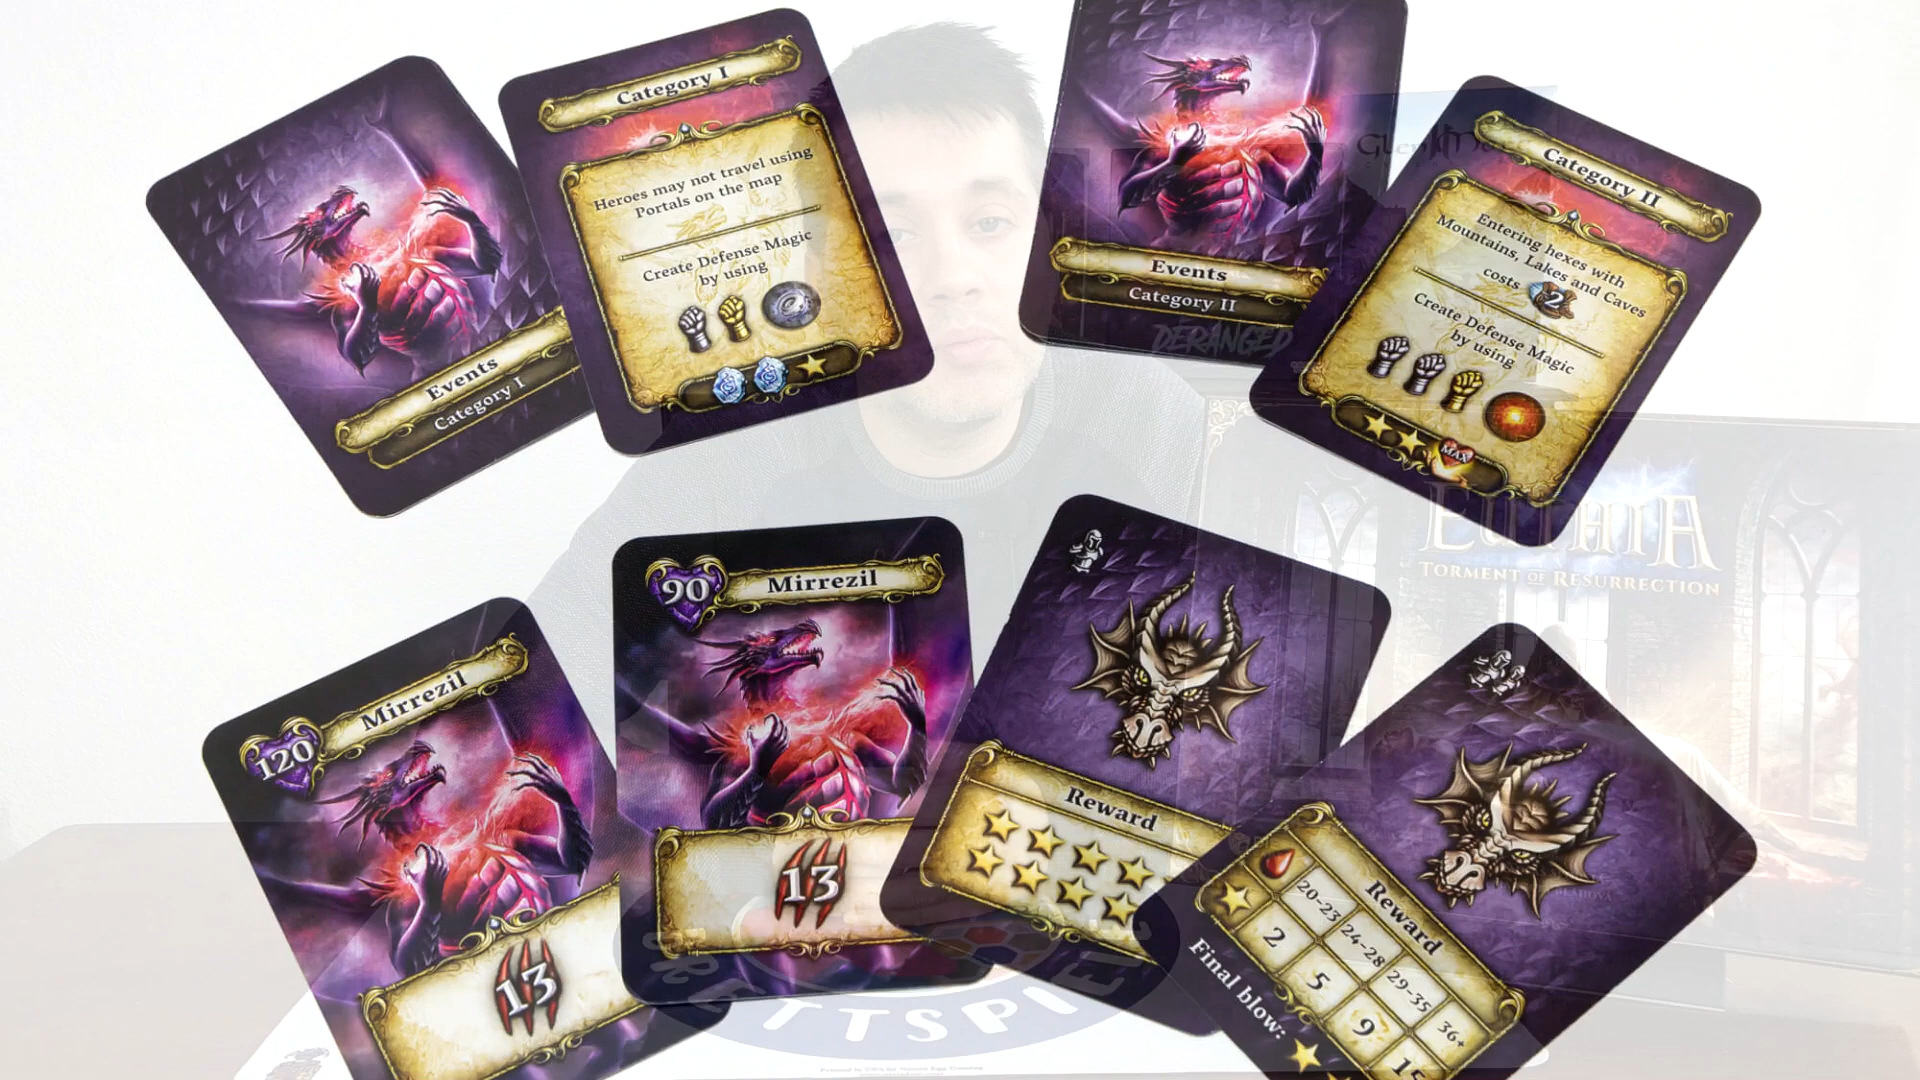 Events
Category I
Category I
Heroes may not travel using
Portals on the map
Create Defense Magic
by using
Events
Category II
DERANGED
Category II
Entering hexes with
Mountains, Lakes and Caves
costs 2
Create Defense Magic
by using
MAX
TORMENT OF RESURRECTION
120
Mirrezil
13
90
Mirrezil
13
Reward
Reward
20-23
24-28
29-35
36+
2
5
9
15
Final blow: